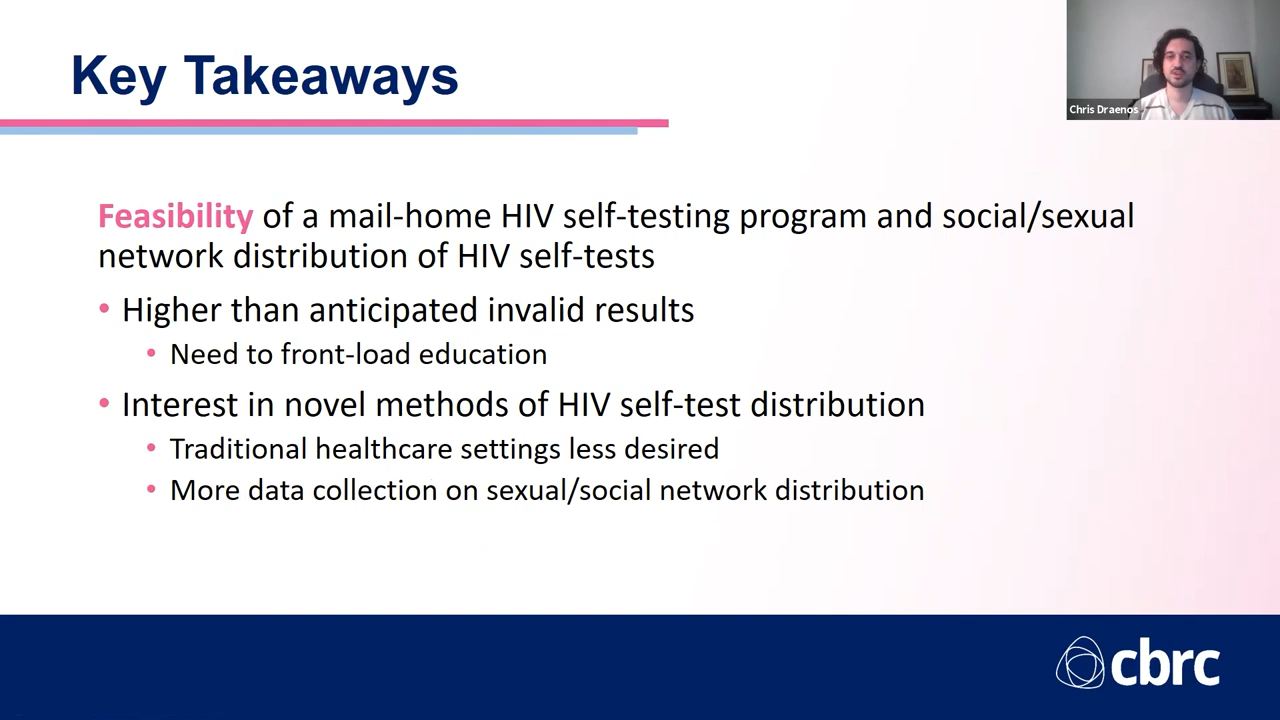 Key Takeaways
Chris Draenos
Feasibility of a mail-home HIV self-testing program and social/sexual
network distribution of HIV self-tests
• Higher than anticipated invalid results
• Need to front-load education
• Interest in novel methods of HIV self-test distribution
• Traditional healthcare settings less desired
• More data collection on sexual/social network distribution
cbrc